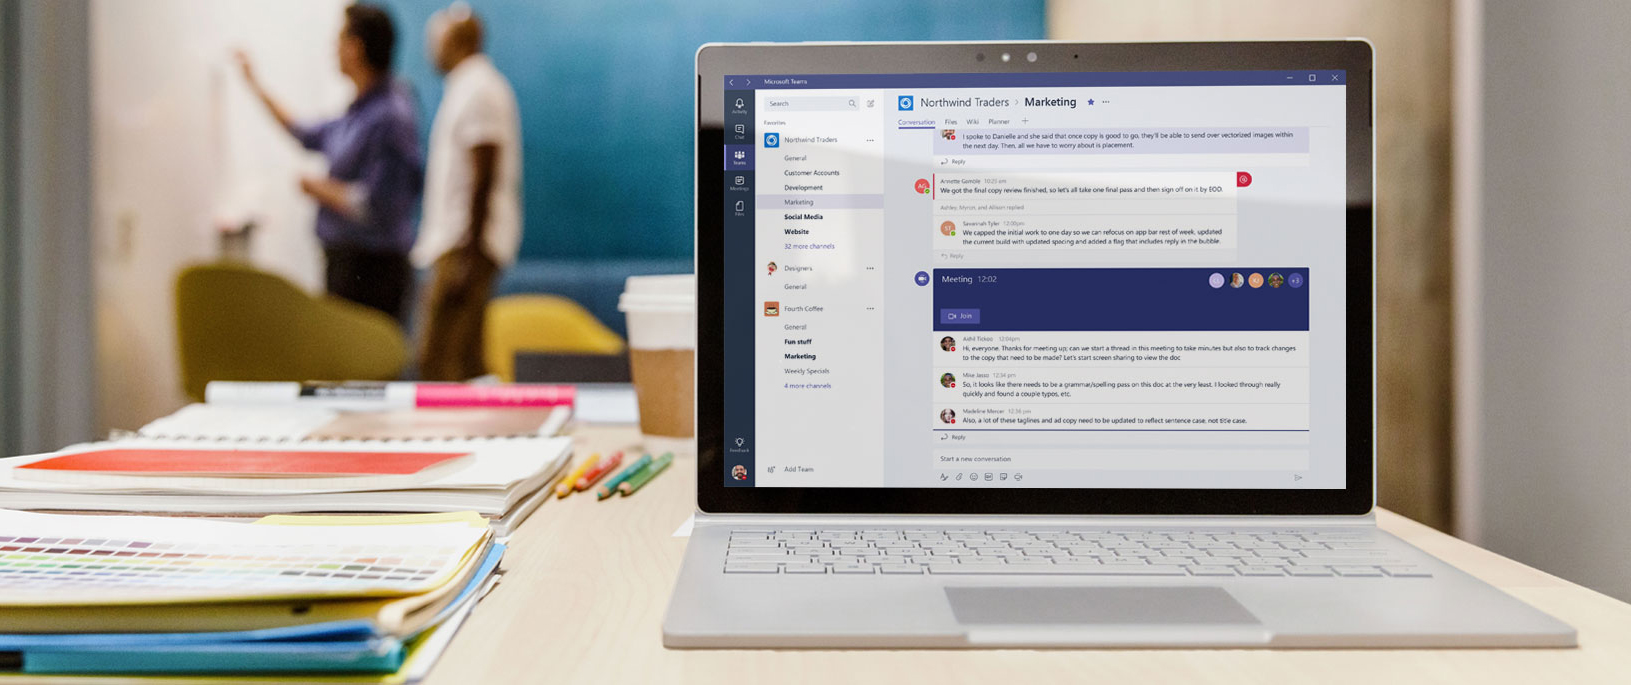 Microsoft Teams
Search
Favorites
Northwind Traders
General
Customer Accounts
Development
Marketing
Social Media
Website
32 more channels
Designers
General
Fourth Coffee
General
Fun stuff
Marketing
Weekly Specials
4 more channels
Add Team
Activity
Chat
Teams
Meetings
Files
Feedback
Northwind Traders > Marketing
Conversation Files Wiki Planner
I spoke to Danielle and she said that once copy is good to go, they'll be able to send over vectorized images within
the next day. Then, all we have to worry about is placement.
Reply
Annette Gamble 10:20 am
We got the final copy review finished, so let's all take one final pass and then sign off on it by EOD.
Ashley, Myron, and Allison replied
Savannah Tyler 12:00pm
We capped the initial work to one day so we can refocus on app bar rest of week, updated
the current build with updated spacing and added a flag that includes reply in the bubble.
Reply
Meeting 12:02
+3
Join
12:04pm
Hi, everyone. Thanks for meeting up; can we start a thread in this meeting to take minutes but also to track changes
to the copy that need to be made? Let's start screen sharing to view the doc
Mike Jasso 12:34 pm
So, it looks like there needs to be a grammar/spelling pass on this doc at the very least. I looked through really
quickly and found a couple typos, etc.
Madeline Mercer 12:36 pm
Also, a lot of these taglines and ad copy need to be updated to reflect sentence case, not title case.
Reply
Start a new conversation